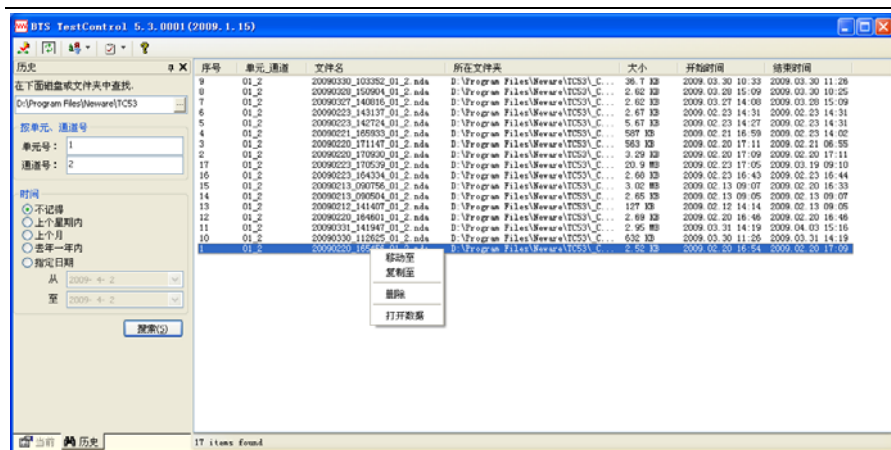 BTS TestControl 5.3.0001(2009.1.15)
历史
在下面磁盘或文件夹中查找.
D:\Program Files\Neware\TC53
按单元、通道号
单元号： 1
通道号： 2
时间
不记得
上个星期内
上个月
去年一年内
指定日期
从 2009- 4- 2
至 2009- 4- 2
搜索(S)
当前 历史
序号 单元_通道 文件名 所在文件夹 大小 开始时间 结束时间
9 01_2 20090330_103352_01_2.nda D:\Program Files\Neware\TC53\_C... 36.7 KB 2009.03.30 10:33 2009.03.30 11:26
8 01_2 20090328_150904_01_2.nda D:\Program Files\Neware\TC53\_C... 2.62 KB 2009.03.28 15:09 2009.03.30 10:25
7 01_2 20090327_140816_01_2.nda D:\Program Files\Neware\TC53\_C... 2.62 KB 2009.03.27 14:08 2009.03.28 15:09
6 01_2 20090223_143137_01_2.nda D:\Program Files\Neware\TC53\_C... 2.67 KB 2009.02.23 14:31 2009.02.23 14:31
5 01_2 20090223_142724_01_2.nda D:\Program Files\Neware\TC53\_C... 5.67 KB 2009.02.23 14:27 2009.02.23 14:31
4 01_2 20090221_165933_01_2.nda D:\Program Files\Neware\TC53\_C... 587 KB 2009.02.21 16:59 2009.02.23 14:02
3 01_2 20090220_171147_01_2.nda D:\Program Files\Neware\TC53\_C... 563 KB 2009.02.20 17:11 2009.02.21 06:55
2 01_2 20090220_170930_01_2.nda D:\Program Files\Neware\TC53\_C... 3.29 KB 2009.02.20 17:09 2009.02.20 17:11
17 01_2 20090223_170539_01_2.nda D:\Program Files\Neware\TC53\_C... 20.9 MB 2009.02.23 17:05 2009.03.19 09:10
16 01_2 20090223_164334_01_2.nda D:\Program Files\Neware\TC53\_C... 2.60 KB 2009.02.23 16:43 2009.02.23 16:44
15 01_2 20090213_090756_01_2.nda D:\Program Files\Neware\TC53\_C... 3.02 MB 2009.02.13 09:07 2009.02.20 16:33
14 01_2 20090213_090504_01_2.nda D:\Program Files\Neware\TC53\_C... 2.65 KB 2009.02.13 09:05 2009.02.13 09:07
13 01_2 20090212_141407_01_2.nda D:\Program Files\Neware\TC53\_C... 127 KB 2009.02.12 14:14 2009.02.13 09:05
12 01_2 20090220_164601_01_2.nda D:\Program Files\Neware\TC53\_C... 2.69 KB 2009.02.20 16:46 2009.02.20 16:46
11 01_2 20090331_141947_01_2.nda D:\Program Files\Neware\TC53\_C... 2.95 MB 2009.03.31 14:19 2009.04.03 15:16
10 01_2 20090330_112625_01_2.nda D:\Program Files\Neware\TC53\_C... 632 KB 2009.03.30 11:26 2009.03.31 14:19
1 01_2 D:\Program Files\Neware\TC53\_C... 2.52 KB 2009.02.20 16:54 2009.02.20 17:09
移动至
复制至
删除
打开数据
17 items found